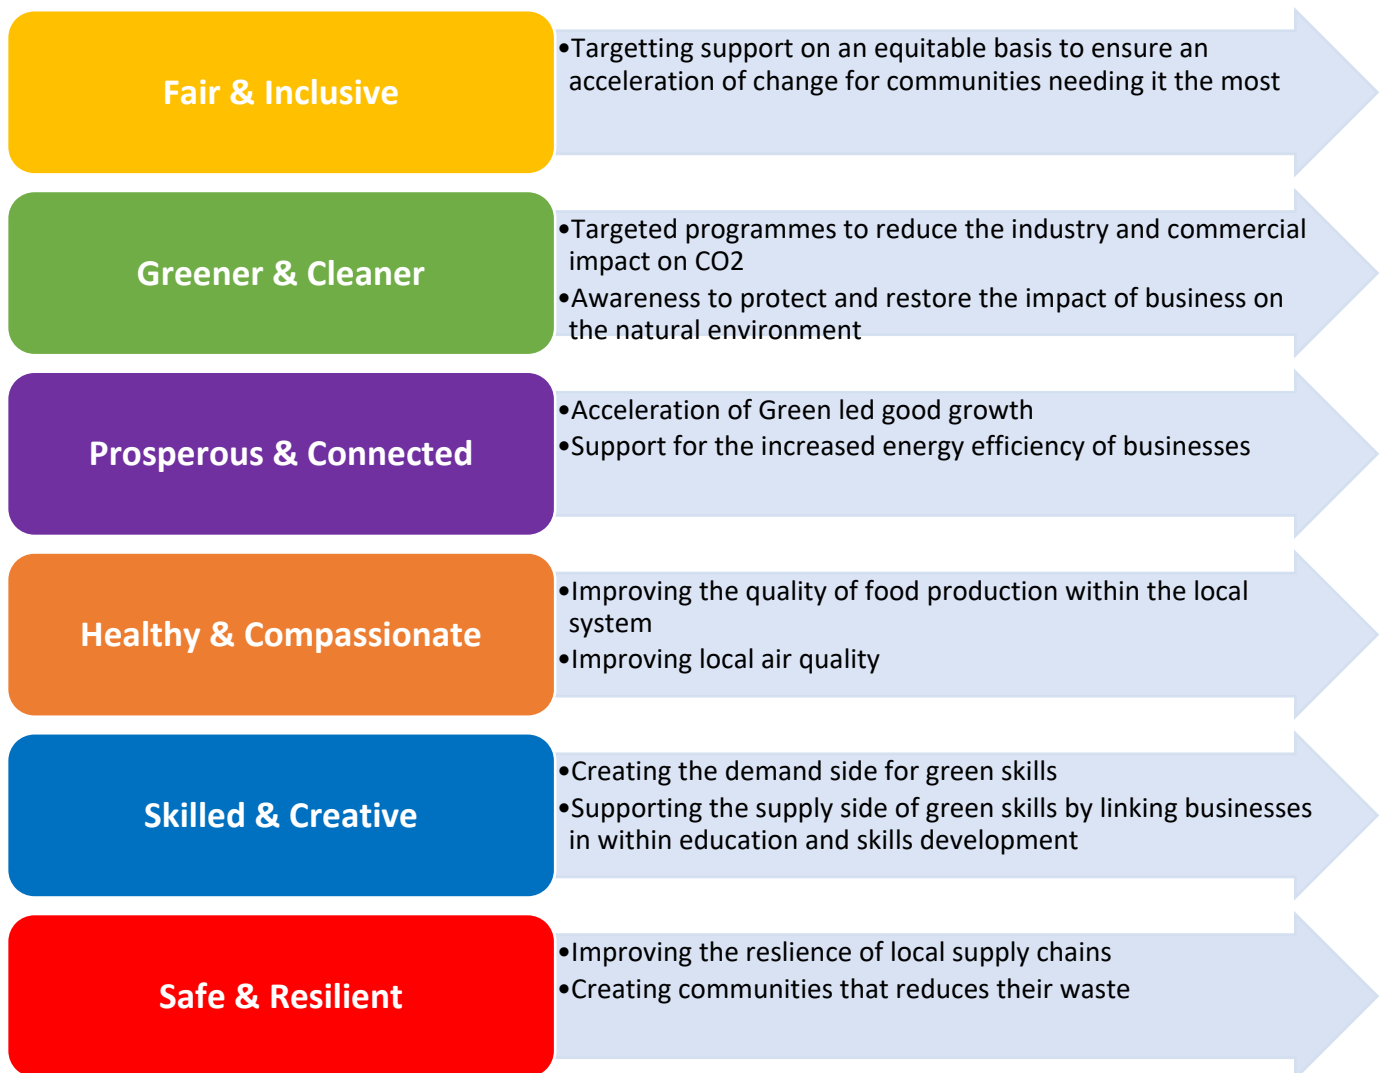 Fair & Inclusive
•Targetting support on an equitable basis to ensure an
acceleration of change for communities needing it the most
Greener & Cleaner
•Targeted programmes to reduce the industry and commercial
impact on CO2
•Awareness to protect and restore the impact of business on
the natural environment
Prosperous & Connected
•Acceleration of Green led good growth
•Support for the increased energy efficiency of businesses
Healthy & Compassionate
•Improving the quality of food production within the local
system
•Improving local air quality
Skilled & Creative
•Creating the demand side for green skills
•Supporting the supply side of green skills by linking businesses
in within education and skills development
Safe & Resilient
•Improving the reslience of local supply chains
•Creating communities that reduces their waste